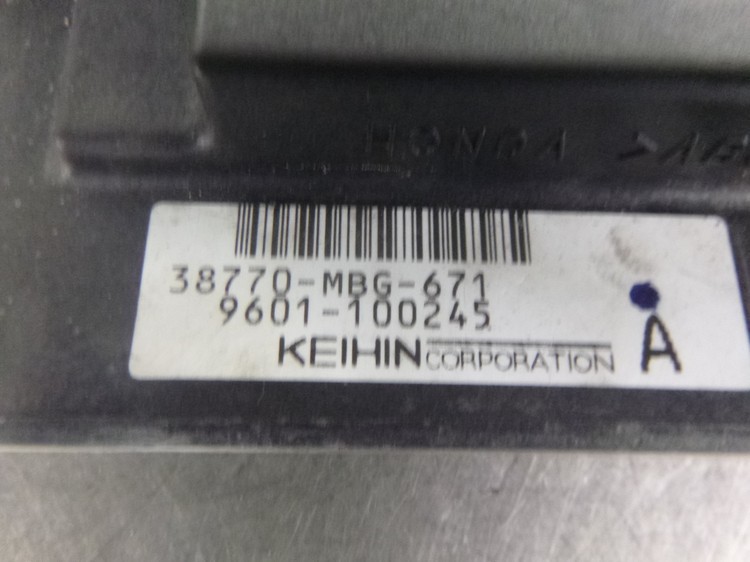 HONDA
38770-MBG-671
9601-100245
KEIHIN CORPORATION
A